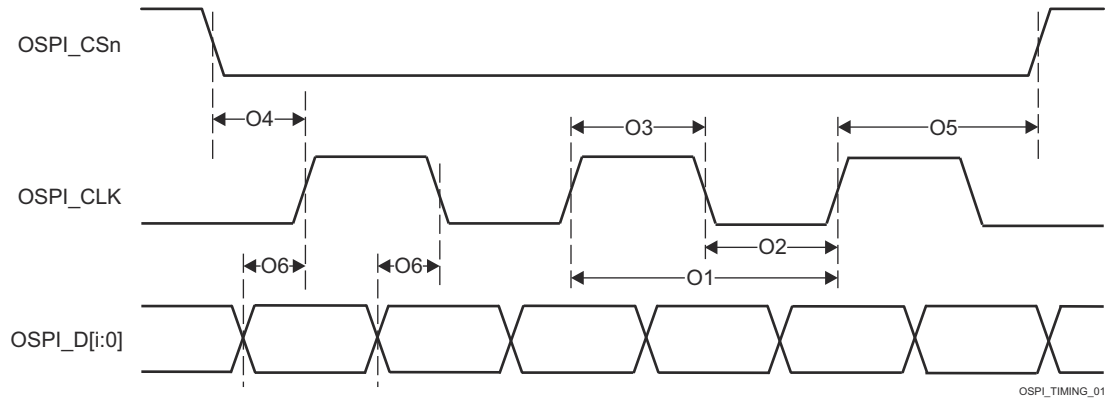 OSPI_CSn
O4
O3
O5
OSPI_CLK
O6
O6
O2
O1
OSPI_D[i:0]
OSPI_TIMING_01